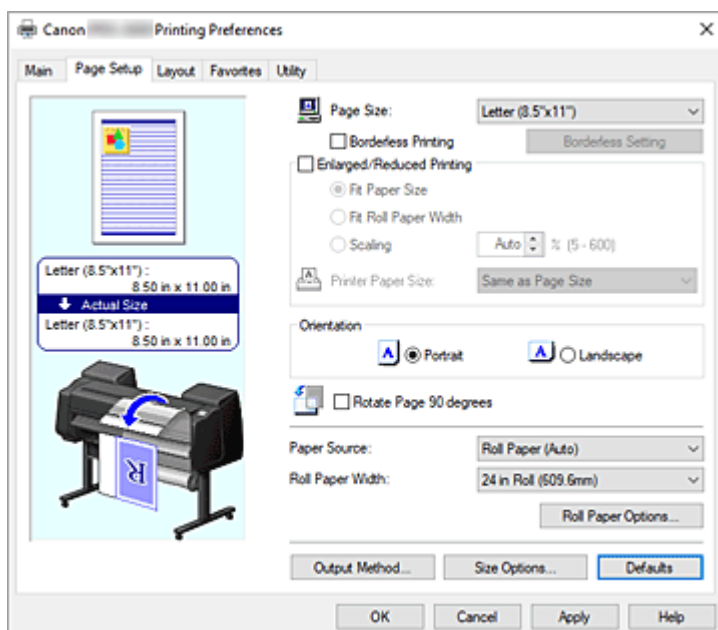 Canon Printing Preferences
Main Page Setup Layout Favorites Utility
Page Size: Letter (8.5"x11")
Borderless Printing Borderless Setting
Enlarged/Reduced Printing
Fit Paper Size
Fit Roll Paper Width
Scaling Auto % (5 - 600)
Printer Paper Size: Same as Page Size
Letter (8.5"x11") :
8.50 in x 11.00 in
Actual Size
Letter (8.5"x11") :
8.50 in x 11.00 in
Orientation
A Portrait A Landscape
Rotate Page 90 degrees
R
Paper Source: Roll Paper (Auto)
Roll Paper Width: 24 in Roll (609.6mm)
Roll Paper Options...
Output Method... Size Options... Defaults
OK Cancel Apply Help